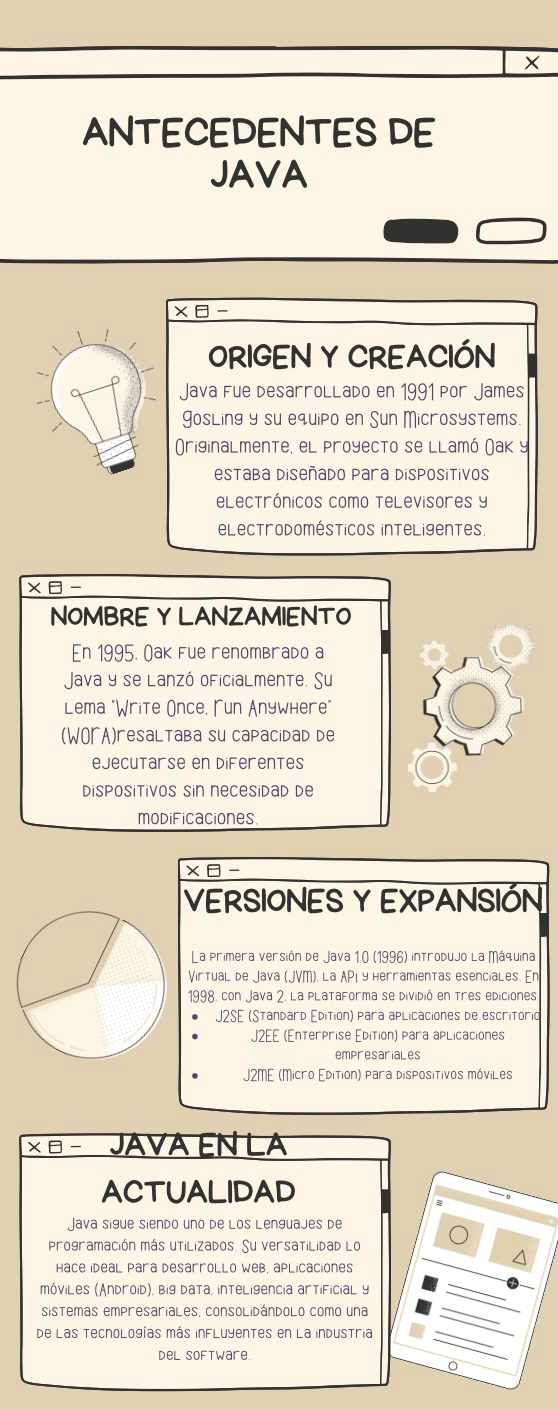 ANTECEDENTES DE
JAVA
ORIGEN Y CREACIÓN
Java fue desarrollado en 1991 por James
Gosling y su equipo en Sun Microsystems.
Originalmente, el proyecto se llamó Oak y
estaba diseñado para dispositivos
electrónicos como televisores y
electrodomésticos inteligentes.
NOMBRE Y LANZAMIENTO
En 1995, Oak fue renombrado a
Java y se lanzó oficialmente. Su
lema "Write Once, Run Anywhere"
(WORA)resaltaba su capacidad de
ejecutarse en diferentes
dispositivos sin necesidad de
modificaciones.
VERSIONES Y EXPANSIÓN
La primera versión de Java 1.0 (1996) introdujo la Máquina
Virtual de Java (JVM), la API y herramientas esenciales. En
1998, con Java 2, la plataforma se dividió en tres ediciones:
• J2SE (Standard Edition) para aplicaciones de escritorio
• J2EE (Enterprise Edition) para aplicaciones
empresariales
• J2ME (Micro Edition) para dispositivos móviles
JAVA EN LA
ACTUALIDAD
Java sigue siendo uno de los lenguajes de
programación más utilizados. Su versatilidad lo
hace ideal para desarrollo web, aplicaciones
móviles (Android), big data, inteligencia artificial y
sistemas empresariales, consolidándolo como una
de las tecnologías más influyentes en la industria
del software.